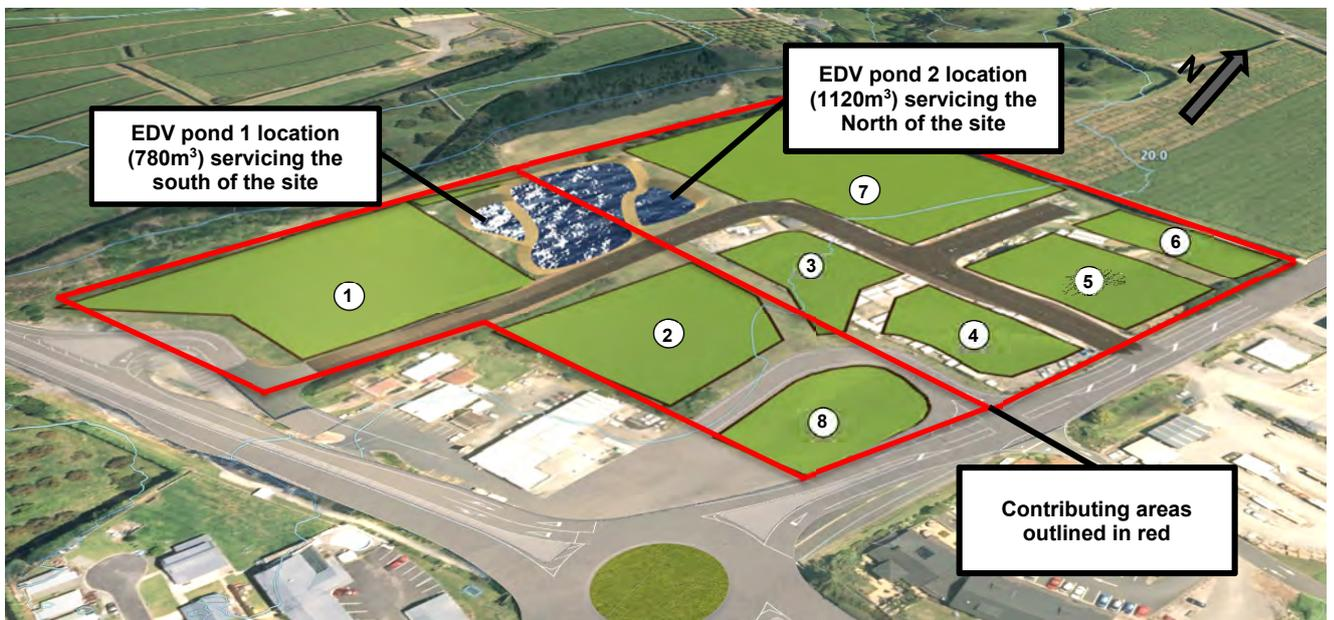 EDV pond 1 location
(780m³) servicing the
south of the site
EDV pond 2 location
(1120m³) servicing the
North of the site
N
20.0
7
6
3
5
1
2
4
8
Contributing areas
outlined in red